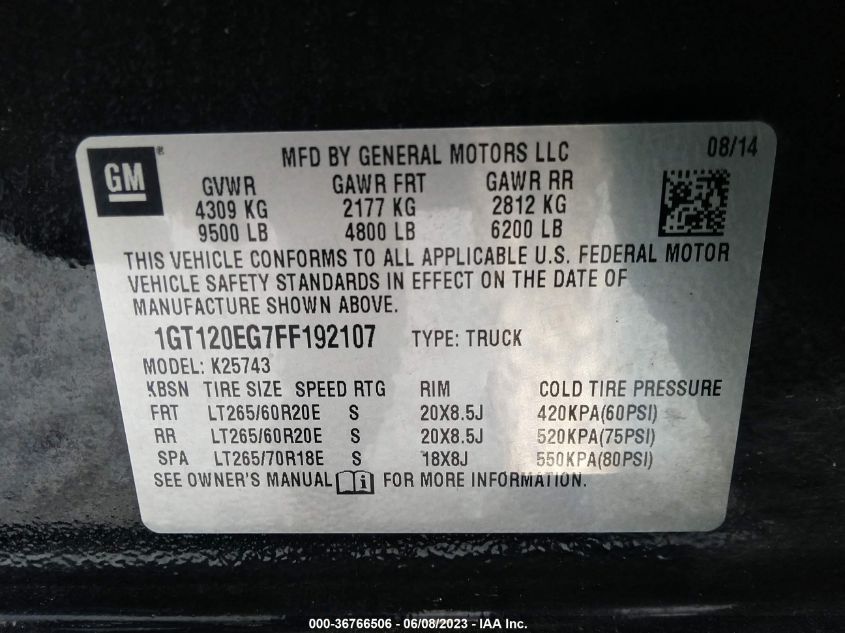 GM®
MFD BY GENERAL MOTORS LLC 08/14
GVWR GAWR FRT GAWR RR
4309 KG 2177 KG 2812 KG
9500 LB 4800 LB 6200 LB
THIS VEHICLE CONFORMS TO ALL APPLICABLE U.S. FEDERAL MOTOR
VEHICLE SAFETY STANDARDS IN EFFECT ON THE DATE OF
MANUFACTURE SHOWN ABOVE.
1GT120EG7FF192107 TYPE: TRUCK
MODEL: K25743
KBSN TIRE SIZE SPEED RTG RIM COLD TIRE PRESSURE
FRT LT265/60R20E S 20X8.5J 420KPA(60PSI)
RR LT265/60R20E S 20X8.5J 520KPA(75PSI)
SPA LT265/70R18E S 18X8J 550KPA(80PSI)
SEE OWNER'S MANUAL i FOR MORE INFORMATION.
000-36766506 - 06/08/2023 - IAA Inc.